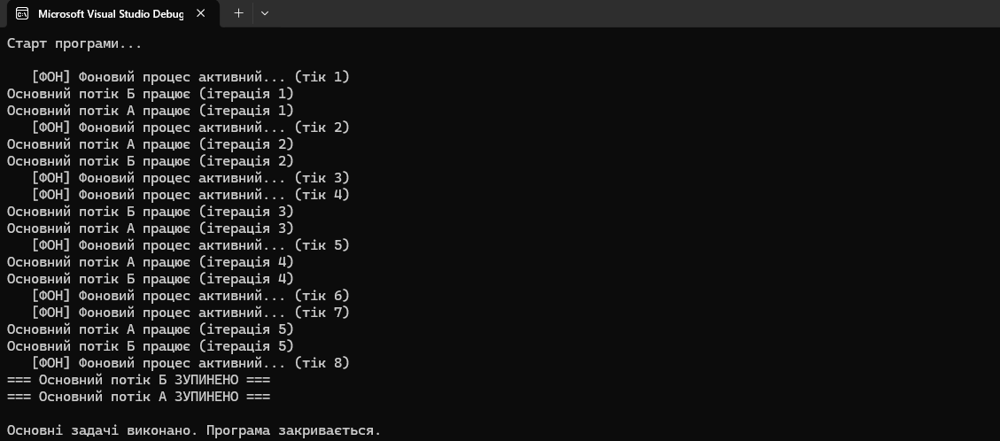 Microsoft Visual Studio Debug
Старт програми...
[ФОН] Фоновий процес активний... (тік 1)
Основний потік Б працює (ітерація 1)
Основний потік А працює (ітерація 1)
[ФОН] Фоновий процес активний... (тік 2)
Основний потік А працює (ітерація 2)
Основний потік Б працює (ітерація 2)
[ФОН] Фоновий процес активний... (тік 3)
[ФОН] Фоновий процес активний... (тік 4)
Основний потік Б працює (ітерація 3)
Основний потік А працює (ітерація 3)
[ФОН] Фоновий процес активний... (тік 5)
Основний потік А працює (ітерація 4)
Основний потік Б працює (ітерація 4)
[ФОН] Фоновий процес активний... (тік 6)
[ФОН] Фоновий процес активний... (тік 7)
Основний потік А працює (ітерація 5)
Основний потік Б працює (ітерація 5)
[ФОН] Фоновий процес активний... (тік 8)
=== Основний потік Б ЗУПИНЕНО ===
=== Основний потік А ЗУПИНЕНО ===
Основні задачі виконано. Програма закривається.